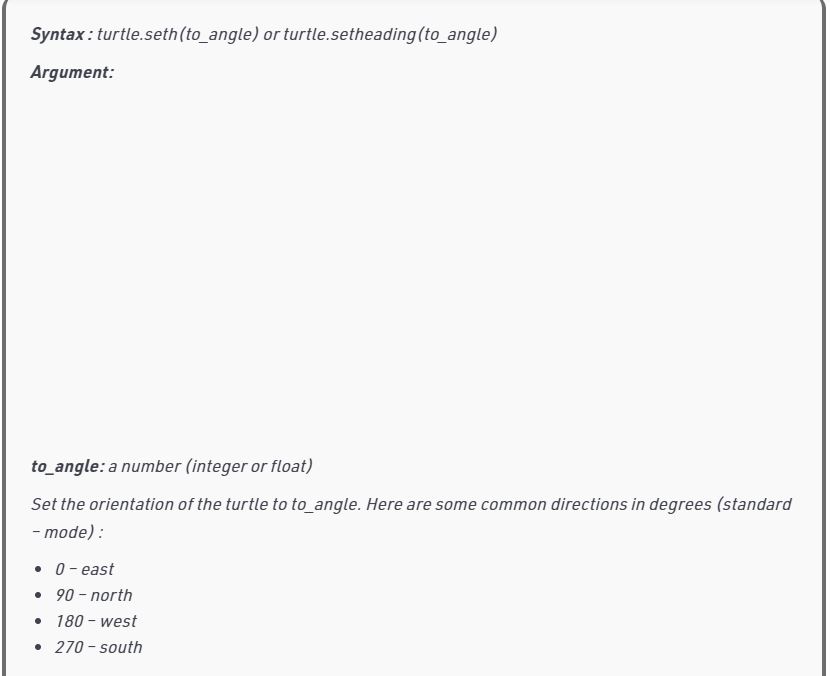 Syntax : turtle.seth(to_angle) or turtle.setheading(to_angle)
Argument:
to_angle: a number (integer or float)
Set the orientation of the turtle to to_angle. Here are some common directions in degrees (standard
– mode) :
• 0 – east
• 90 – north
• 180 – west
• 270 – south